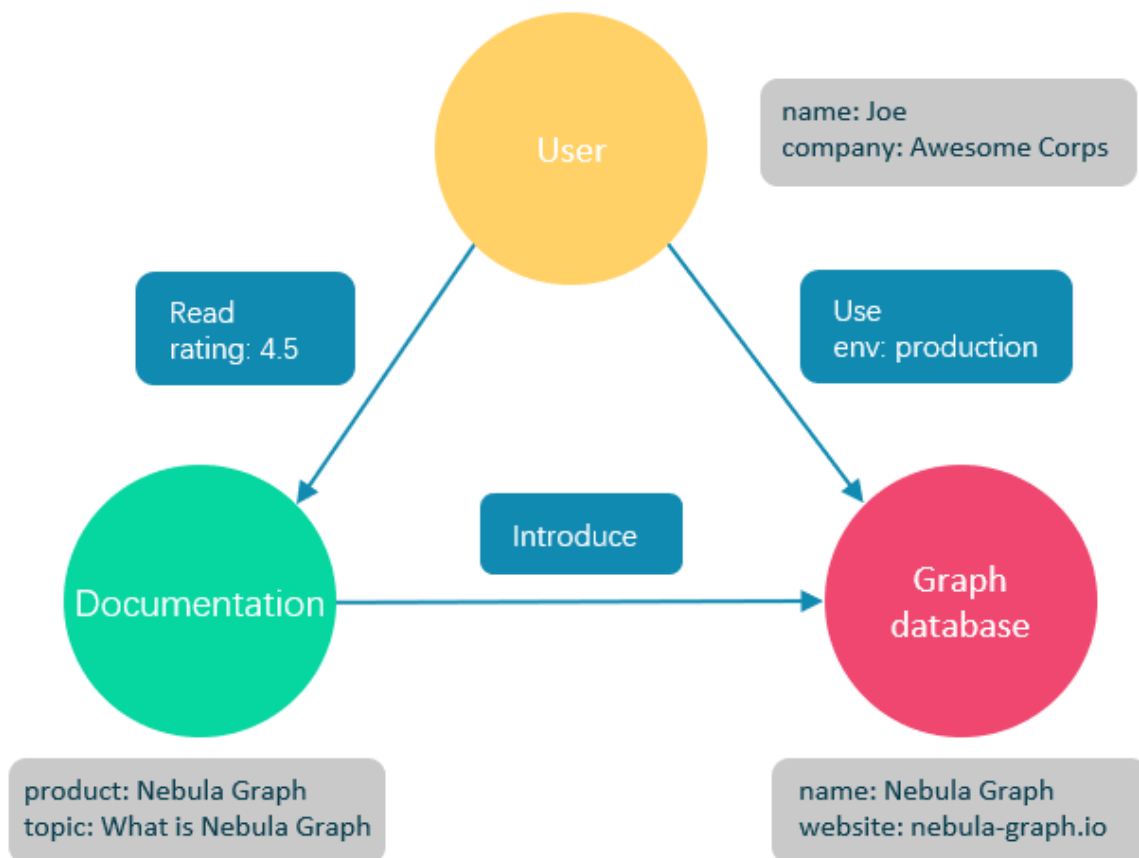 User
name: Joe
company: Awesome Corps
Read
rating: 4.5
Use
env: production
Introduce
Documentation
Graph
database
product: Nebula Graph
topic: What is Nebula Graph
name: Nebula Graph
website: nebula-graph.io